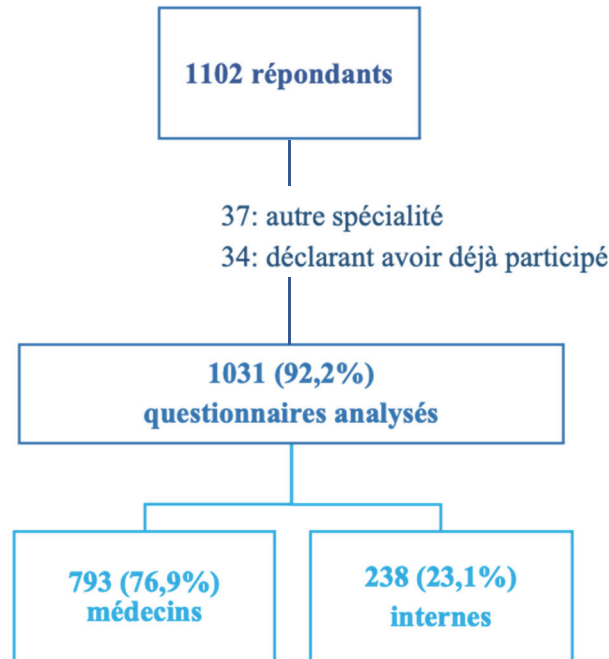 1102 répondants
37: autre spécialité
34: déclarant avoir déjà participé
1031 (92,2%)
questionnaires analysés
793 (76,9%)
médecins
238 (23,1%)
internes